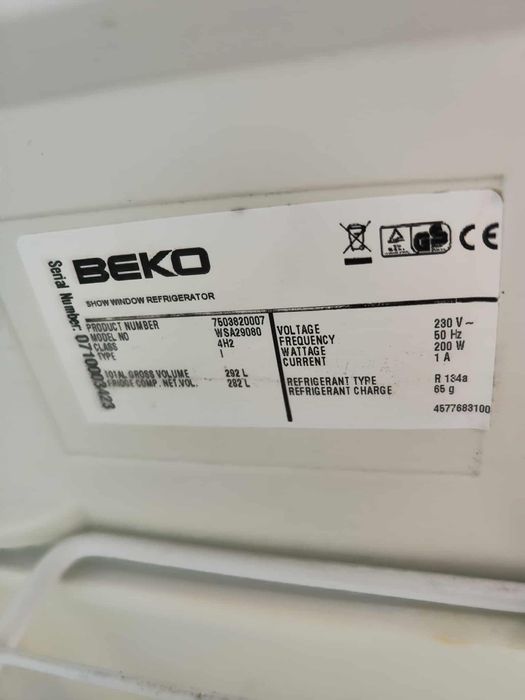 BEKO
SHOW WINDOW REFRIGERATOR
PRODUCT NUMBER 7503820007
MODEL NO WSA29080
CLASS 4H2
TYPE I
TOTAL GROSS VOLUME 292 L
FRIDGE COMP. NET.VOL. 282 L
VOLTAGE 230 V~
FREQUENCY 50 Hz
WATTAGE 200 W
CURRENT 1 A
REFRIGERANT TYPE R 134a
REFRIGERANT CHARGE 65 g
4577683100
Serial Number:
GS
CE